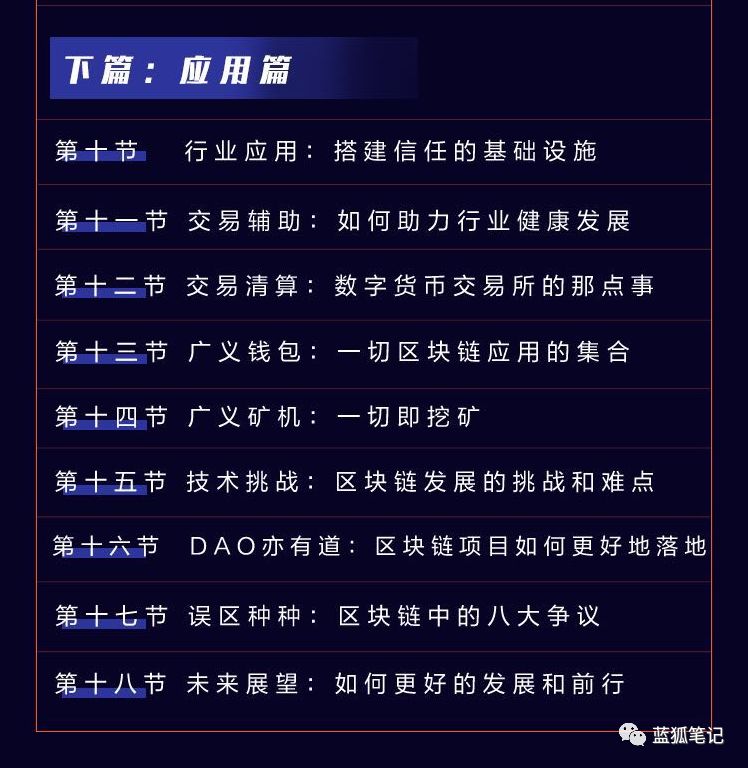 下篇：应用篇
第十节 行业应用：搭建信任的基础设施
第十一节 交易辅助：如何助力行业健康发展
第十二节 交易清算：数字货币交易所的那点事
第十三节 广义钱包：一切区块链应用的集合
第十四节 广义矿机：一切即挖矿
第十五节 技术挑战：区块链发展的挑战和难点
第十六节 DAO亦有道：区块链项目如何更好地落地
第十七节 误区种种：区块链中的八大争议
第十八节 未来展望：如何更好的发展和前行
蓝狐笔记